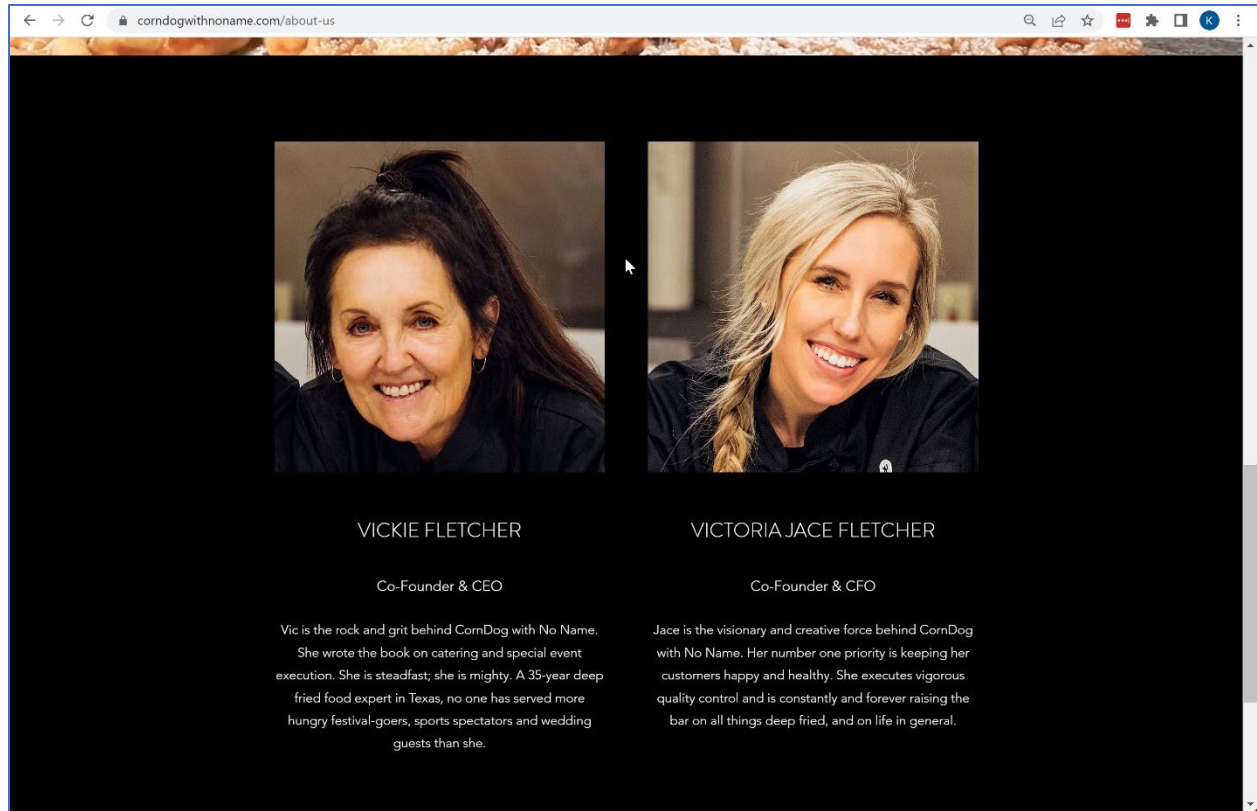 corndogwithnoname.com/about-us
K
VICKIE FLETCHER
Co-Founder & CEO
Vic is the rock and grit behind CornDog with No Name.
She wrote the book on catering and special event
execution. She is steadfast; she is mighty. A 35-year deep
fried food expert in Texas, no one has served more
hungry festival-goers, sports spectators and wedding
guests than she.
VICTORIA JACE FLETCHER
Co-Founder & CFO
Jace is the visionary and creative force behind CornDog
with No Name. Her number one priority is keeping her
customers happy and healthy. She executes vigorous
quality control and is constantly and forever raising the
bar on all things deep fried, and on life in general.